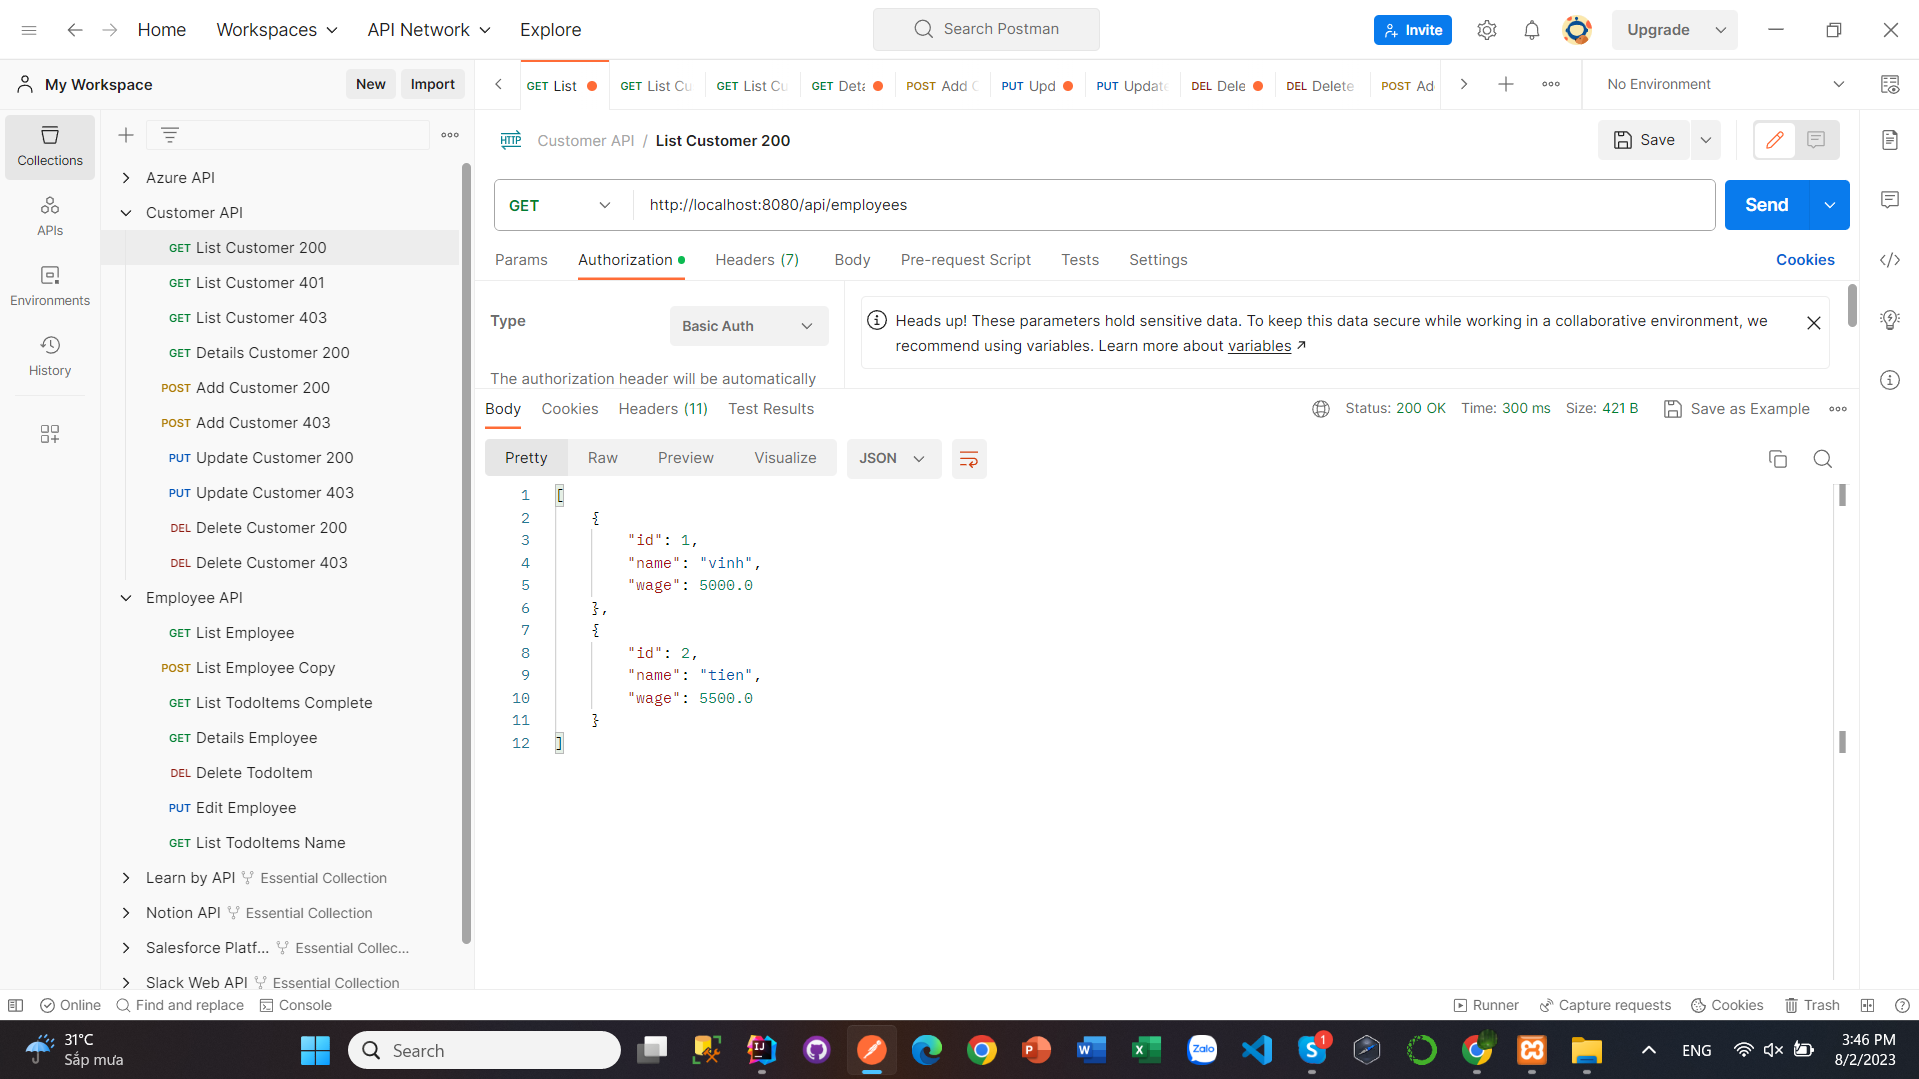 Home
Workspaces
API Network
Explore
Search Postman
Invite
Upgrade
My Workspace
New
Import
GET List
GET List Cu
GET List Cu
GET Deta
POST Add C
PUT Upd
PUT Update
DEL Dele
DEL Delete
POST Ad
No Environment
Collections
APIs
Environments
History
Azure API
Customer API
GET List Customer 200
GET List Customer 401
GET List Customer 403
GET Details Customer 200
POST Add Customer 200
POST Add Customer 403
PUT Update Customer 200
PUT Update Customer 403
DEL Delete Customer 200
DEL Delete Customer 403
Employee API
GET List Employee
POST List Employee Copy
GET List TodoItems Complete
GET Details Employee
DEL Delete TodoItem
PUT Edit Employee
GET List TodoItems Name
Learn by API Essential Collection
Notion API Essential Collection
Salesforce Platf... Essential Collec...
Slack Web API Essential Collection
HTTP Customer API / List Customer 200
Save
GET
http://localhost:8080/api/employees
Send
Params
Authorization
Headers (7)
Body
Pre-request Script
Tests
Settings
Cookies
Type
Basic Auth
The authorization header will be automatically
Heads up! These parameters hold sensitive data. To keep this data secure while working in a collaborative environment, we
recommend using variables. Learn more about variables ↗
Body
Cookies
Headers (11)
Test Results
Status: 200 OK
Time: 300 ms
Size: 421 B
Save as Example
Pretty
Raw
Preview
Visualize
JSON
1 [
2 {
3 "id": 1,
4 "name": "vinh",
5 "wage": 5000.0
6 },
7 {
8 "id": 2,
9 "name": "tien",
10 "wage": 5500.0
11 }
12 ]
Online
Find and replace
Console
Runner
Capture requests
Cookies
Trash
31°C
Sắp mưa
Search
IJ
P
W
X
Zalo
S
1
ENG
3:46 PM
8/2/2023